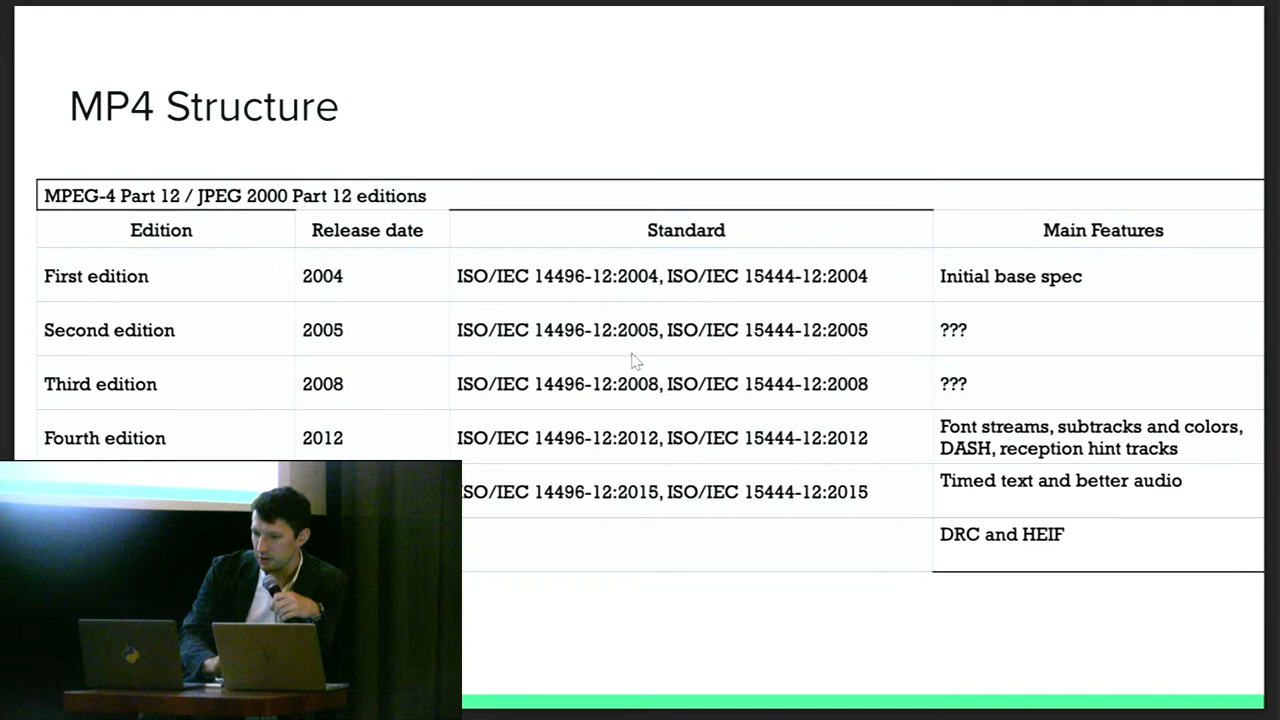 MP4 Structure
MPEG-4 Part 12 / JPEG 2000 Part 12 editions
Edition Release date Standard Main Features
First edition 2004 ISO/IEC 14496-12:2004, ISO/IEC 15444-12:2004 Initial base spec
Second edition 2005 ISO/IEC 14496-12:2005, ISO/IEC 15444-12:2005 ???
Third edition 2008 ISO/IEC 14496-12:2008, ISO/IEC 15444-12:2008 ???
Fourth edition 2012 ISO/IEC 14496-12:2012, ISO/IEC 15444-12:2012 Font streams, subtracks and colors,
DASH, reception hint tracks
ISO/IEC 14496-12:2015, ISO/IEC 15444-12:2015 Timed text and better audio
DRC and HEIF